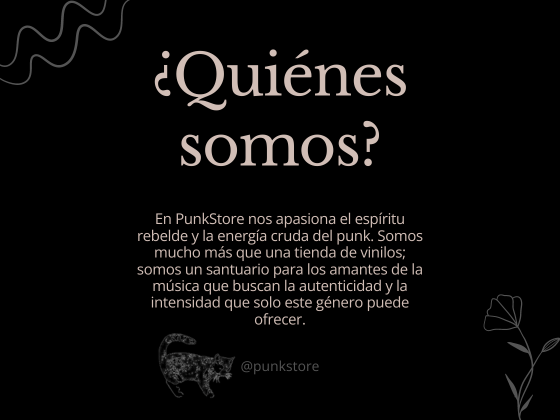 ¿Quiénes
somos?
En PunkStore nos apasiona el espíritu
rebelde y la energía cruda del punk. Somos
mucho más que una tienda de vinilos;
somos un santuario para los amantes de la
música que buscan la autenticidad y la
intensidad que solo este género puede
ofrecer.
@punkstore